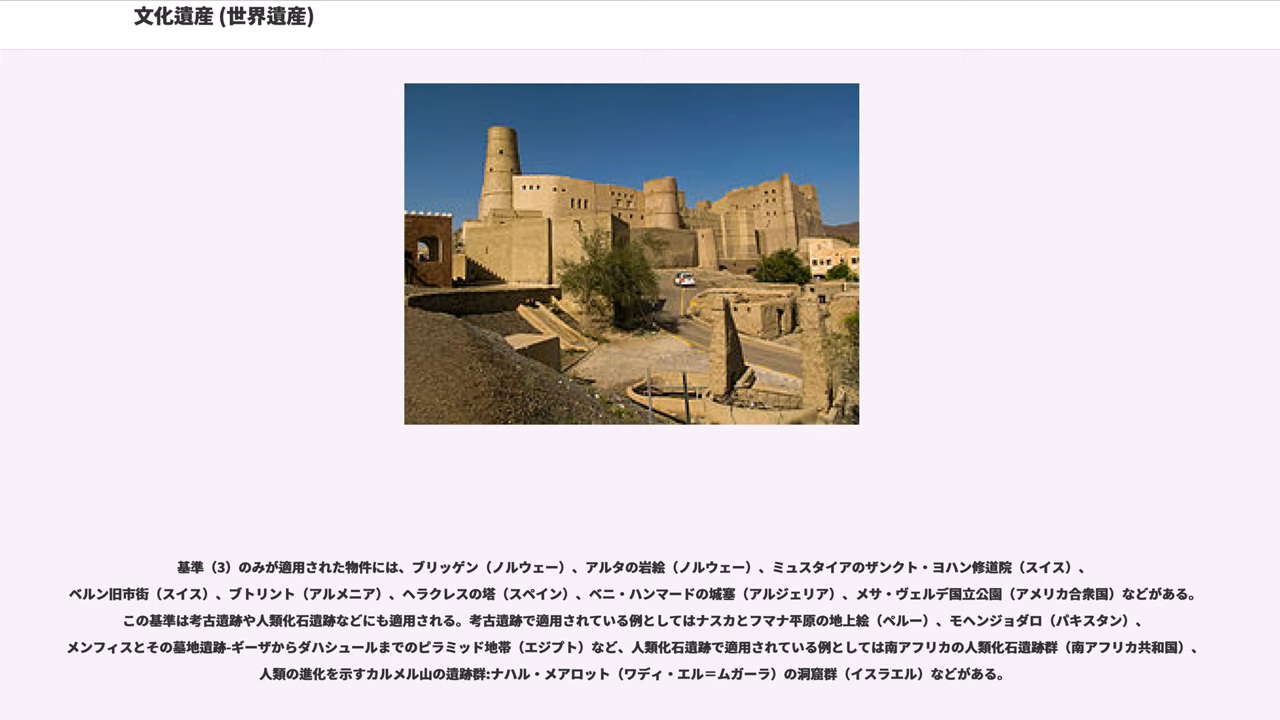 文化遺産 (世界遺産)
基準（3）のみが適用された物件には、ブリッゲン（ノルウェー）、アルタの岩絵（ノルウェー）、ミュスタイアのザンクト・ヨハン修道院（スイス）、
ベルン旧市街（スイス）、ブトリント（アルメニア）、ヘラクレスの塔（スペイン）、ベニ・ハンマードの城塞（アルジェリア）、メサ・ヴェルデ国立公園（アメリカ合衆国）などがある。
この基準は考古遺跡や人類化石遺跡などにも適用される。考古遺跡で適用されている例としてはナスカとフマナ平原の地上絵（ペルー）、モヘンジョダロ（パキスタン）、
メンフィスとその墓地遺跡-ギーザからダハシュールまでのピラミッド地帯（エジプト）など、人類化石遺跡で適用されている例としては南アフリカの人類化石遺跡群（南アフリカ共和国）、
人類の進化を示すカルメル山の遺跡群:ナハル・メアロット（ワディ・エル＝ムガーラ）の洞窟群（イスラエル）などがある。